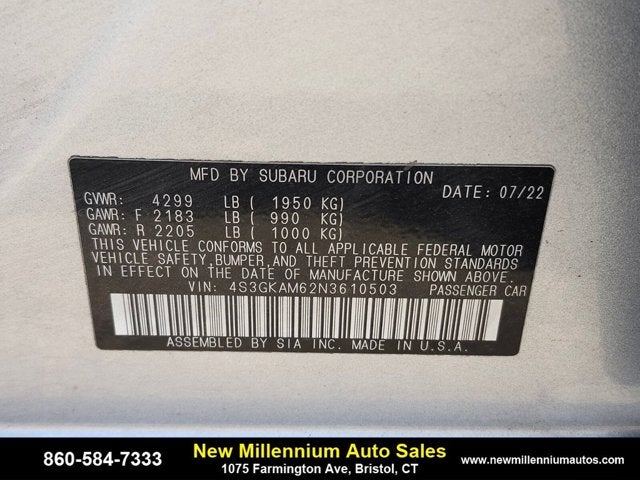 MFD BY SUBARU CORPORATION
DATE: 07/22
GVWR: 4299 LB ( 1950 KG)
GAWR: F 2183 LB ( 990 KG)
GAWR: R 2205 LB ( 1000 KG)
THIS VEHICLE CONFORMS TO ALL APPLICABLE FEDERAL MOTOR
VEHICLE SAFETY, BUMPER, AND THEFT PREVENTION STANDARDS
IN EFFECT ON THE DATE OF MANUFACTURE SHOWN ABOVE.
VIN: 4S3GKAM62N3610503 PASSENGER CAR
ASSEMBLED BY SIA INC. MADE IN U.S.A.
860-584-7333
New Millennium Auto Sales
1075 Farmington Ave, Bristol, CT
www.newmillenniumautos.com